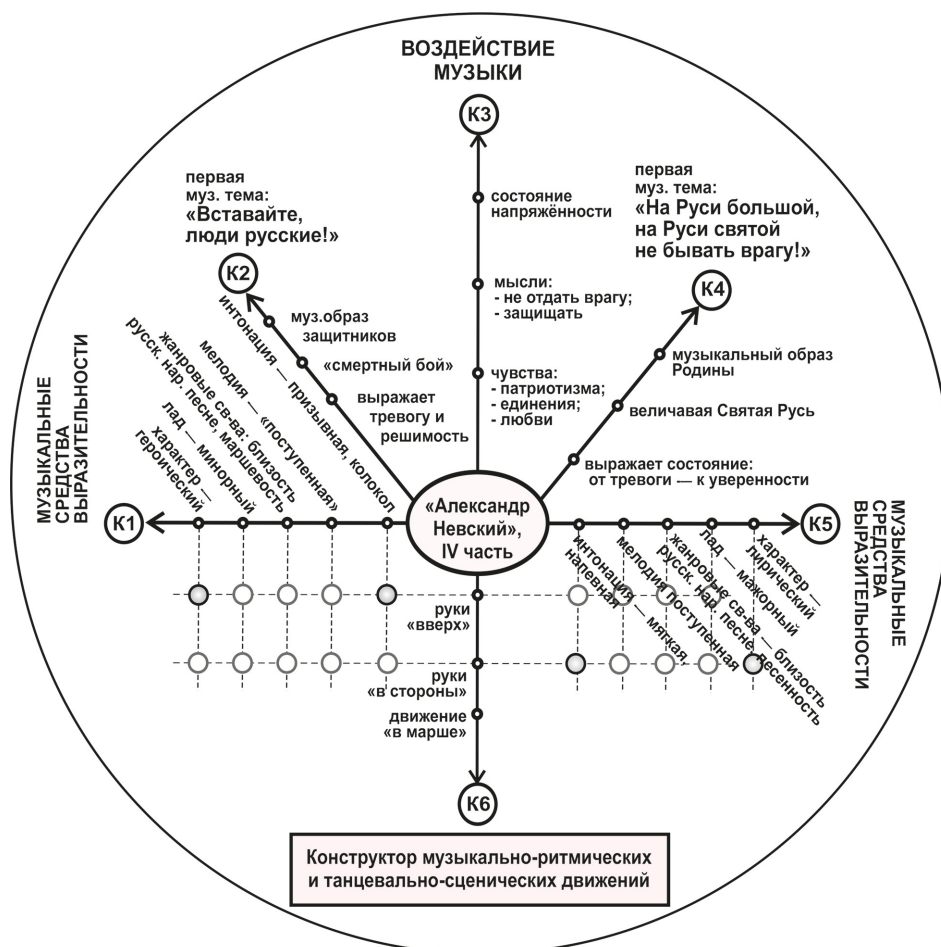 ВОЗДЕЙСТВИЕ
МУЗЫКИ
К3
состояние
напряжённости
мысли:
- не отдать врагу;
- защищать
чувства:
- патриотизма;
- единения;
- любви
первая
муз. тема:
«Вставайте,
люди русские!»
К2
муз.образ
защитников
«смертный бой»
выражает
тревогу и
решимость
первая
муз. тема:
«На Руси большой,
на Руси святой
не бывать врагу!»
К4
музыкальный образ
Родины
величавая Святая Русь
выражает состояние:
от тревоги — к уверенности
МУЗЫКАЛЬНЫЕ
СРЕДСТВА
ВЫРАЗИТЕЛЬНОСТИ
К1
характер —
героический
лад — минорный
жанровые св-ва: близость
русск. нар. песне, маршевость
мелодия — «поступенная»
интонация — призывная, колокол
«Александр
Невский»,
IV часть
К5
МУЗЫКАЛЬНЫЕ
СРЕДСТВА
ВЫРАЗИТЕЛЬНОСТИ
интонация — мягкая,
напевная
мелодия поступенная
жанровые св-ва — близость
русск. нар. песне, песенность
лад — мажорный
характер —
лирический
руки
«вверх»
руки
«в стороны»
движение
«в марше»
К6
Конструктор музыкально-ритмических
и танцевально-сценических движений